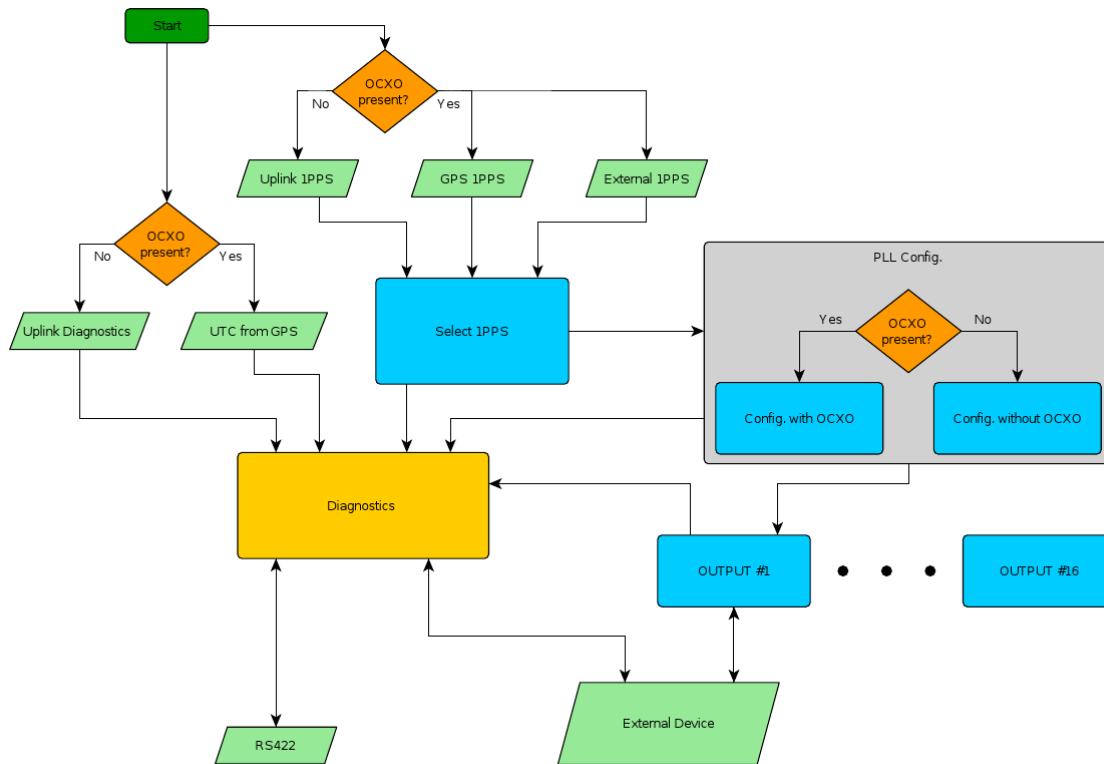 Start
OCXO
present?
No
Yes
Uplink 1PPS
GPS 1PPS
External 1PPS
OCXO
present?
No
Yes
PLL Config.
Uplink Diagnostics
UTC from GPS
Select 1PPS
Yes
OCXO
present?
No
Config. with OCXO
Config. without OCXO
Diagnostics
OUTPUT #1
OUTPUT #16
External Device
RS422